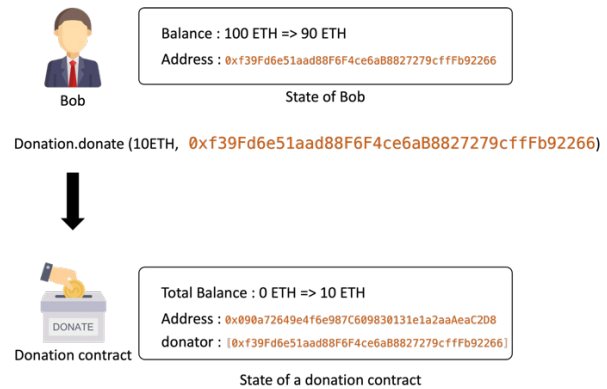 Balance : 100 ETH => 90 ETH
Address : 0xf39Fd6e51aad88F6F4ce6aB8827279cffFb92266
Bob
State of Bob
Donation.donate (10ETH, 0xf39Fd6e51aad88F6F4ce6aB8827279cffFb92266)
Total Balance : 0 ETH => 10 ETH
Address : 0x090a72649e4f6e987C609830131e1a2aaAeaC2D8
donator : [0xf39Fd6e51aad88F6F4ce6aB8827279cffFb92266]
DONATE
Donation contract
State of a donation contract